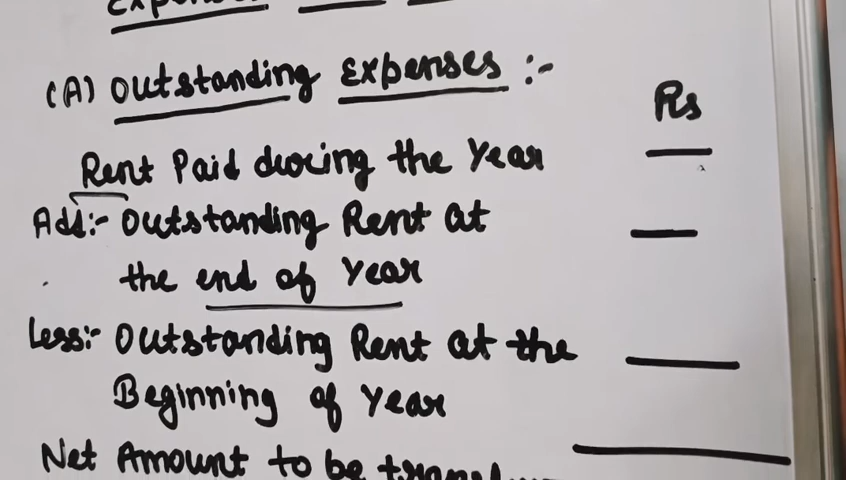 (A) Outstanding Expenses :-
Rs
Rent Paid during the Year
Add:- Outstanding Rent at
the end of Year
Less:- Outstanding Rent at the
Beginning of Year
Net Amount to be